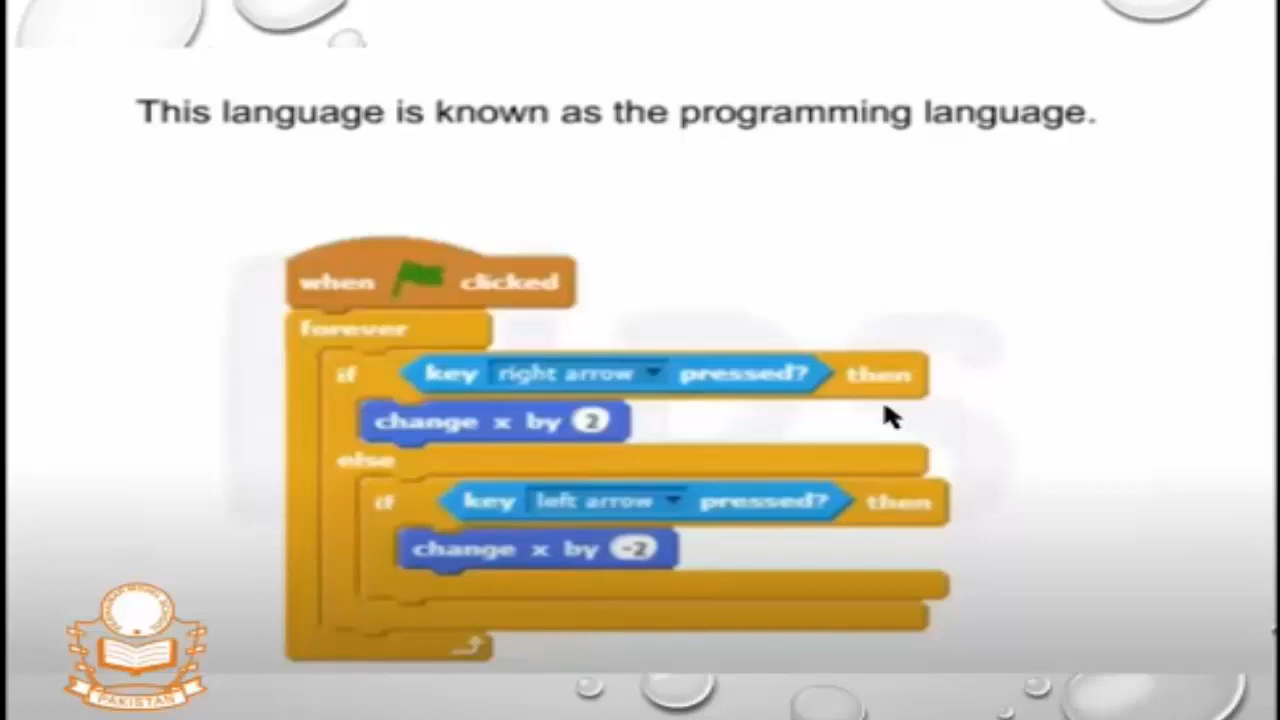 This language is known as the programming language.
when clicked
forever
if key right arrow pressed? then
change x by 2
else
if key left arrow pressed? then
change x by -2
PAKISTAN